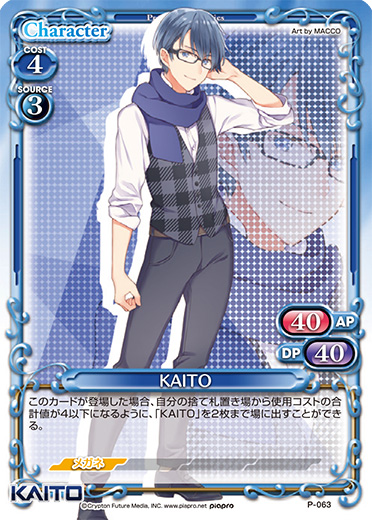 Character
Art by MACCO
COST
4
SOURCE
3
40 AP
DP 40
KAITO
このカードが登場した場合、自分の捨て札置き場から使用コストの合
計値が4以下になるように、「KAITO」を2枚まで場に出すことができ
る。
メガネ
KAITO
©Crypton Future Media, INC. www.piapro.net piapro
P-063